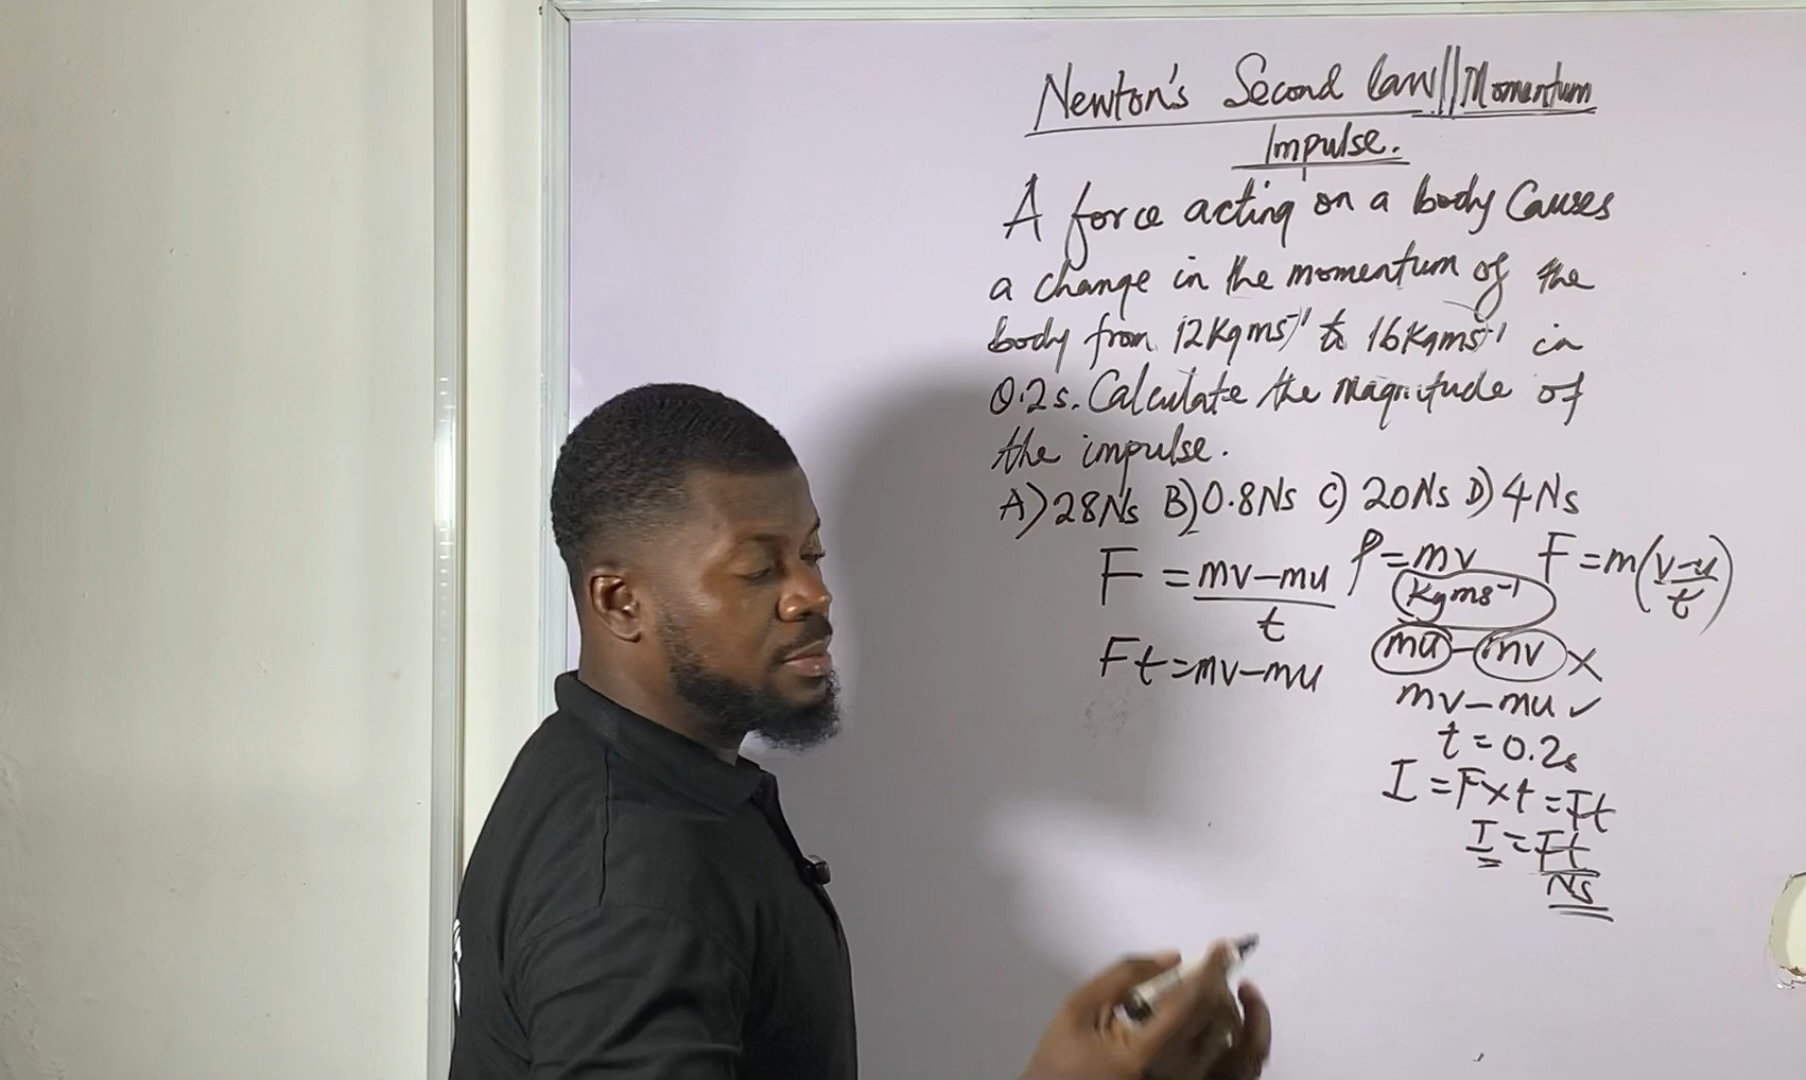 Newton's Second law||Momentum
Impulse.
A force acting on a body Causes
a change in the momentum of the
body from 12Kgms⁻¹ to 16Kgms⁻¹ in
0.2s. Calculate the magnitude of
the impulse.
A) 28Ns B) 0.8Ns C) 20Ns D) 4Ns
F = mv-mu / t
Ft = mv-mu
P = mv
Kgms⁻¹
mu - mv ×
mv - mu ✓
t = 0.2s
I = F×t = Ft
I = Ft
Ns
F = m(v-u / t)